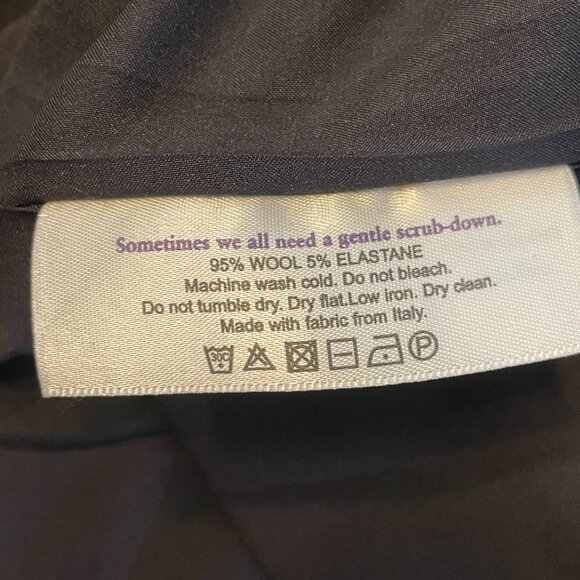 Sometimes we all need a gentle scrub-down.
95% WOOL 5% ELASTANE
Machine wash cold. Do not bleach.
Do not tumble dry. Dry flat.Low iron. Dry clean.
Made with fabric from Italy.
30C P